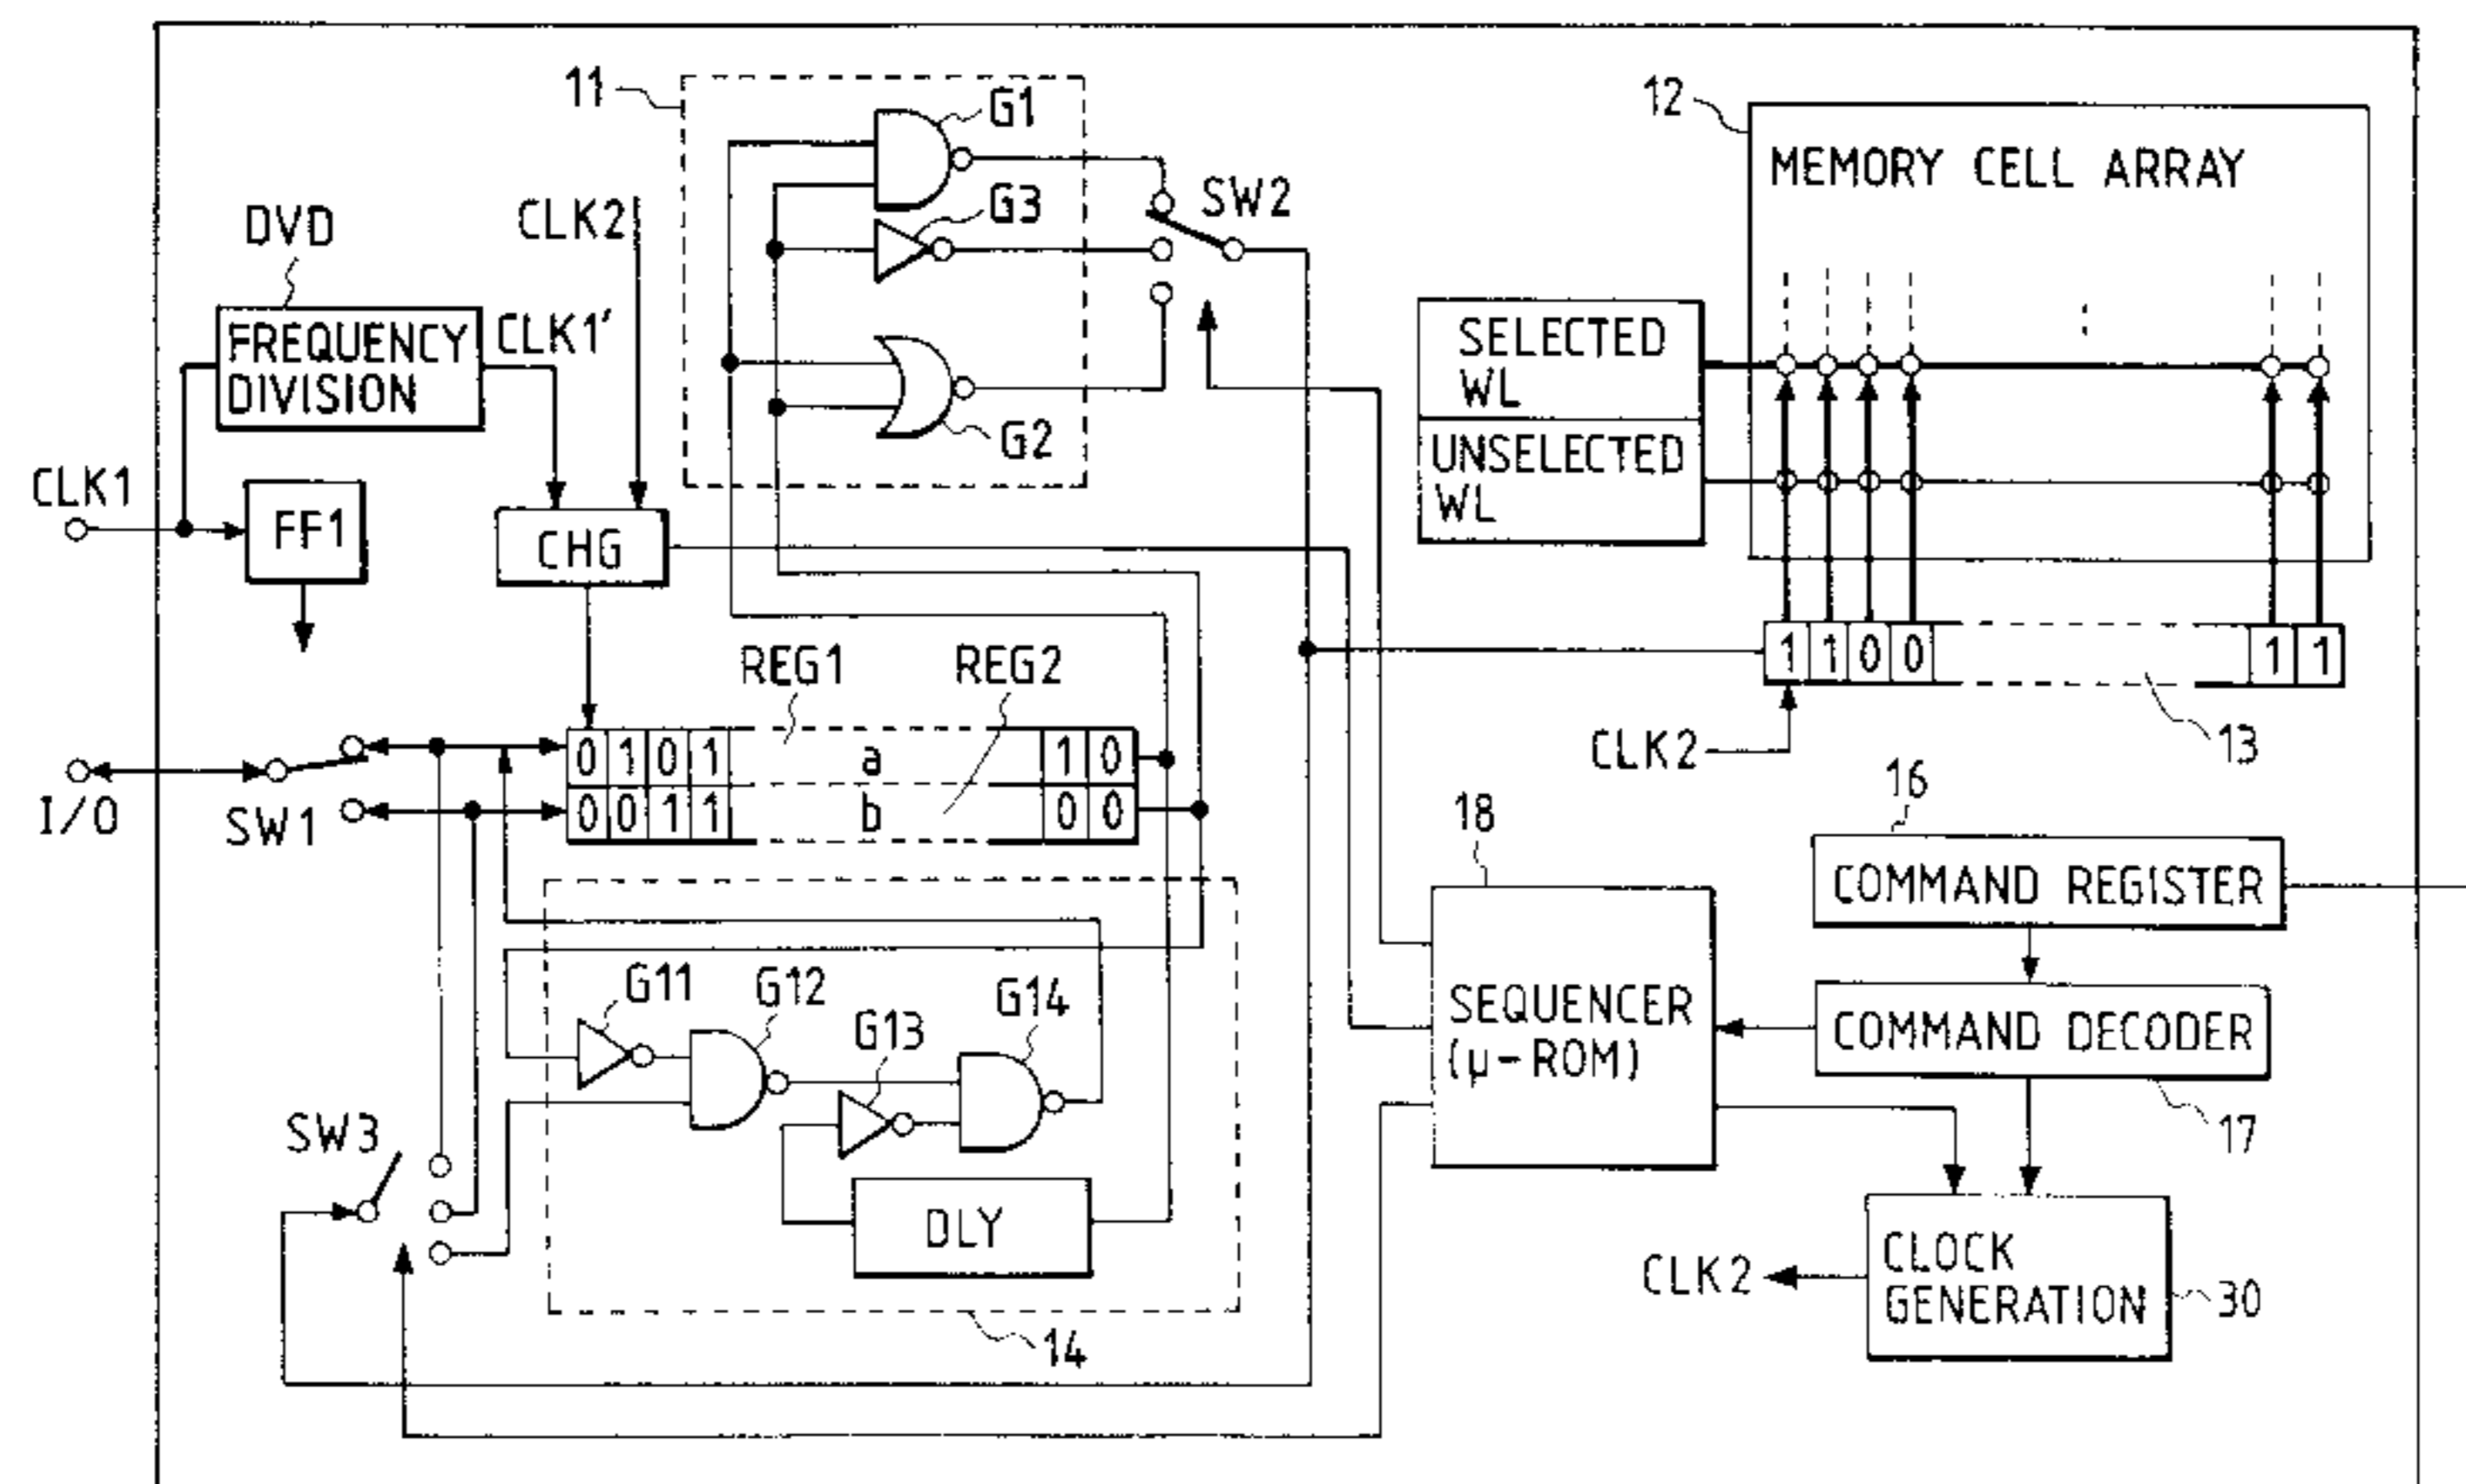 11
G1
12
MEMORY CELL ARRAY
DVD
CLK2
G3
SW2
FREQUENCY
DIVISION
CLK1'
SELECTED
WL
G2
UNSELECTED
WL
CLK1
FF1
CHG
REG1
REG2
1 1 0 0 1 1
CLK2
13
I/O
SW1
0 1 0 1 a 1 0
0 0 1 1 b 0 0
16
COMMAND REGISTER
18
SEQUENCER
(μ-ROM)
COMMAND DECODER
17
G11
G12
G13
G14
SW3
DLY
14
CLK2
CLOCK
GENERATION
30